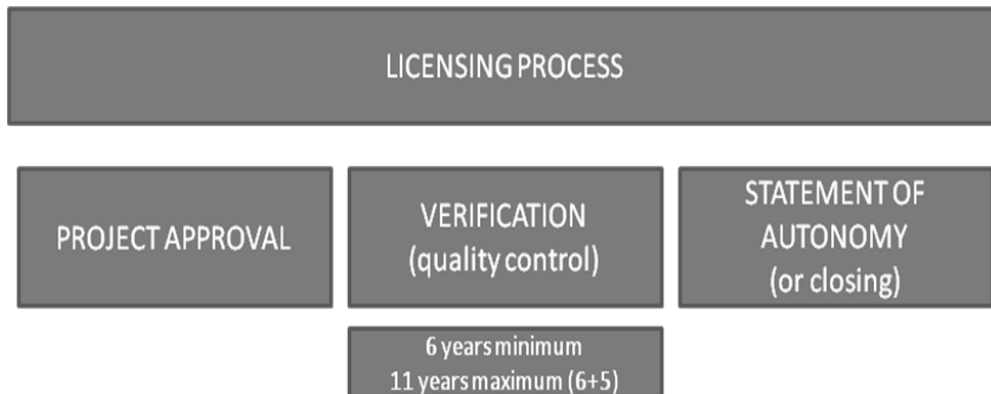 LICENSING PROCESS
PROJECT APPROVAL
VERIFICATION
(quality control)
STATEMENT OF
AUTONOMY
(or closing)
6 years minimum
11 years maximum (6+5)